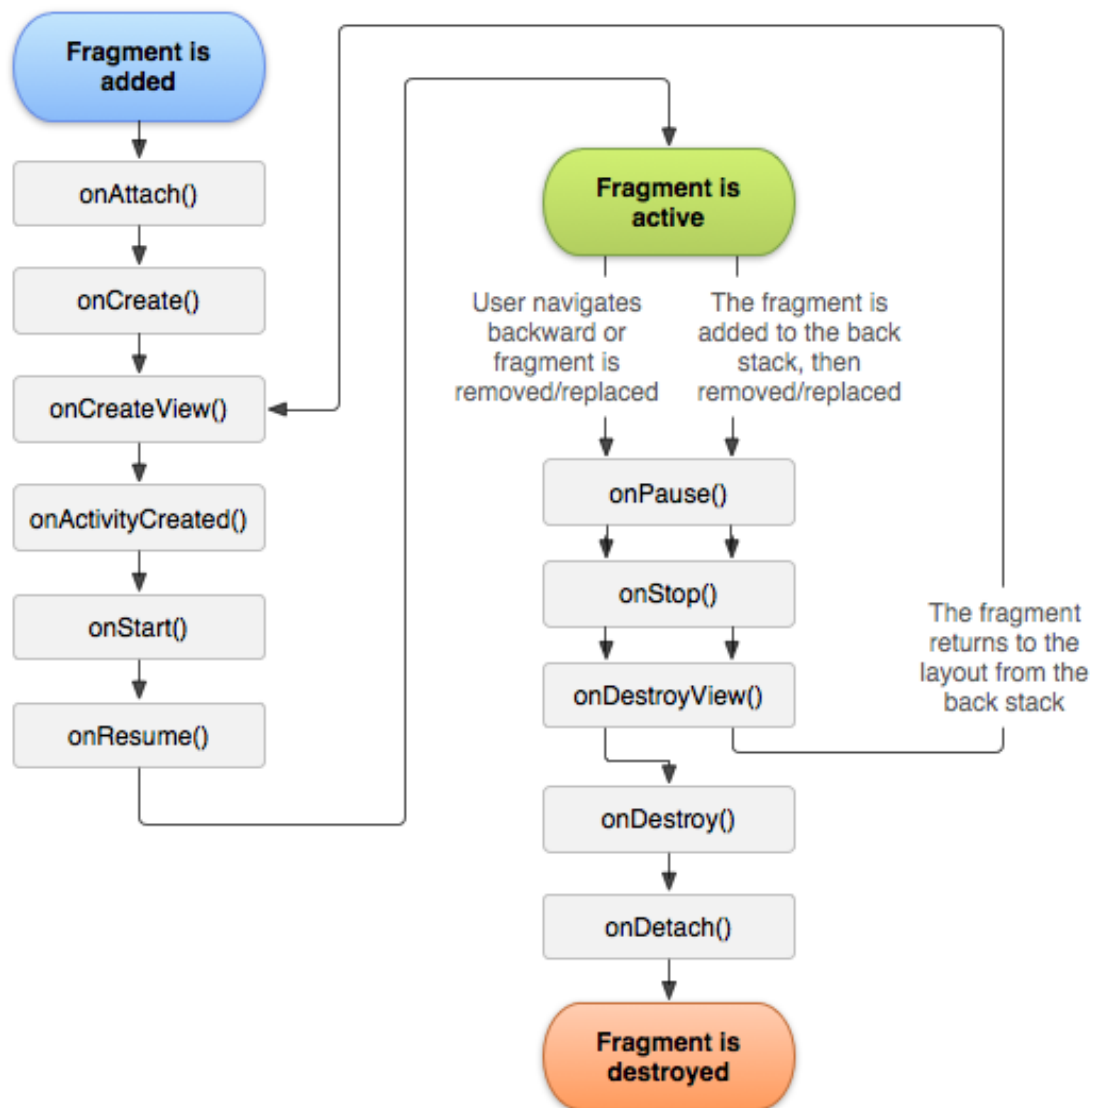 Fragment is
added
onAttach()
onCreate()
onCreateView()
onActivityCreated()
onStart()
onResume()
Fragment is
active
User navigates
backward or
fragment is
removed/replaced
The fragment is
added to the back
stack, then
removed/replaced
onPause()
onStop()
onDestroyView()
The fragment
returns to the
layout from the
back stack
onDestroy()
onDetach()
Fragment is
destroyed